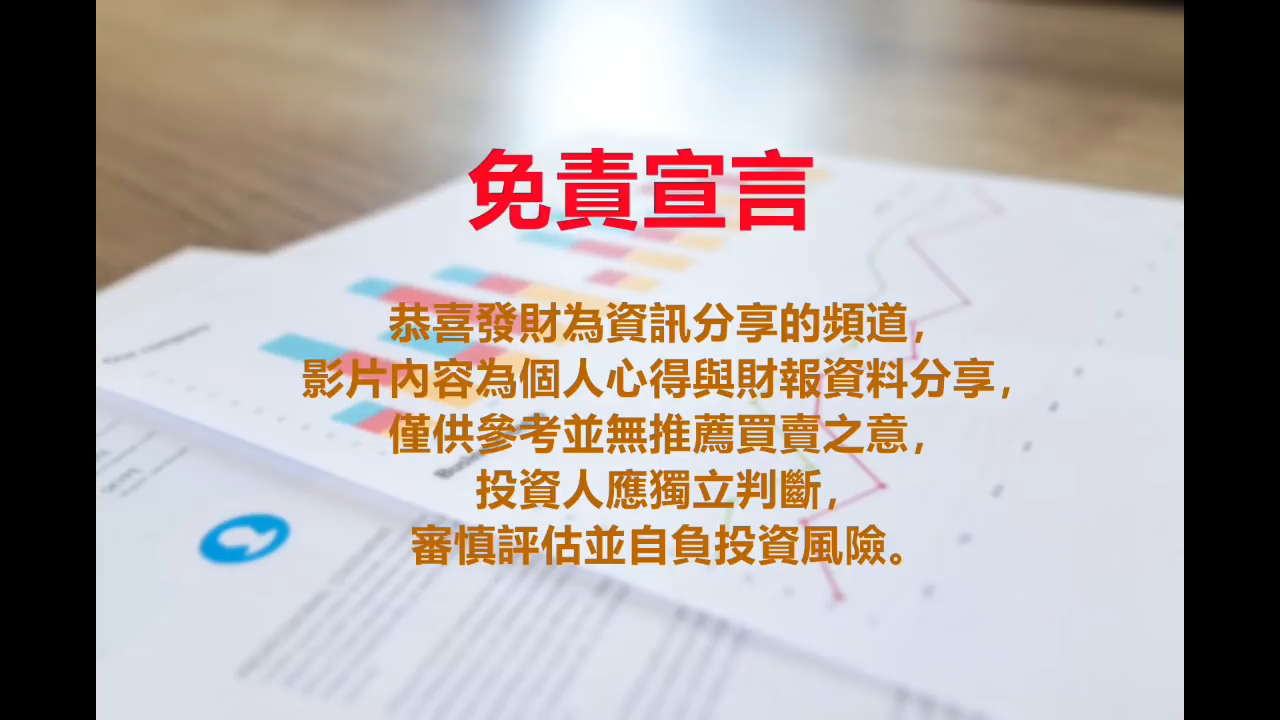 免責宣言
恭喜發財為資訊分享的頻道,
影片內容為個人心得與財報資料分享,
僅供參考並無推薦買賣之意,
投資人應獨立判斷,
審慎評估並自負投資風險。